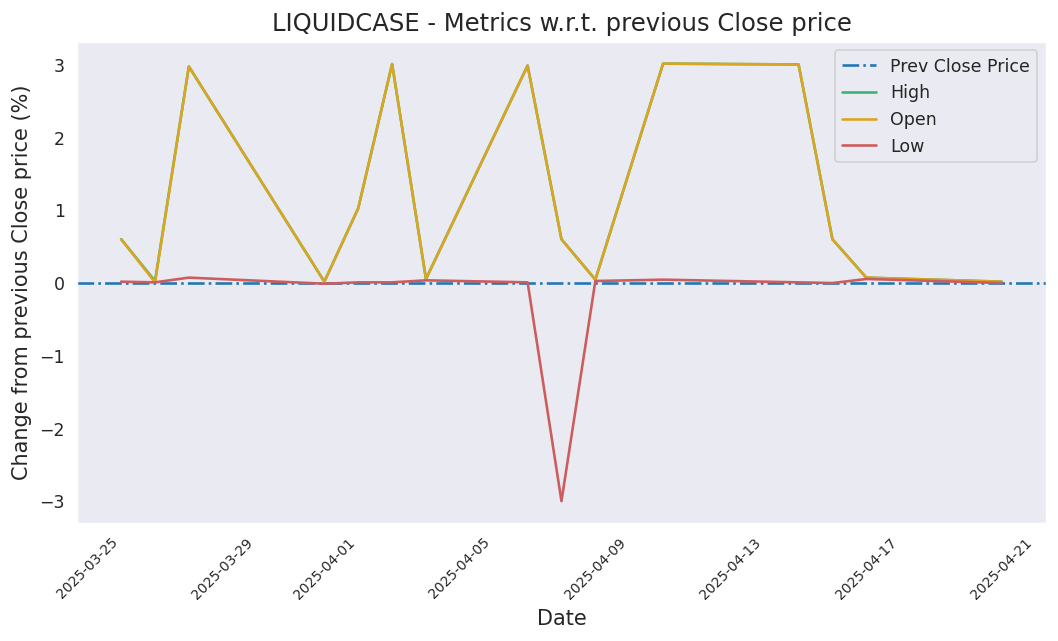 LIQUIDCASE - Metrics w.r.t. previous Close price
Change from previous Close price (%)
3
2
1
0
−1
−2
−3
Prev Close Price
High
Open
Low
2025-03-25
2025-03-29
2025-04-01
2025-04-05
2025-04-09
2025-04-13
2025-04-17
2025-04-21
Date